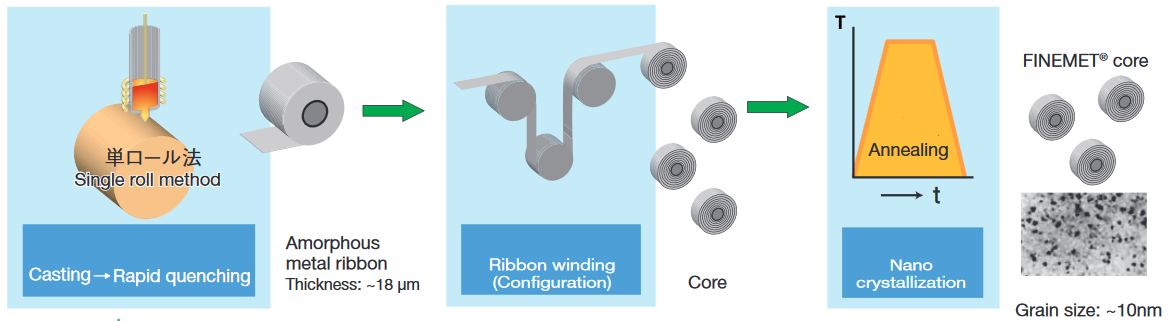 単ロール法
Single roll method
Casting→Rapid quenching
Amorphous
metal ribbon
Thickness: ~18 µm
Ribbon winding
(Configuration)
Core
T
Annealing
→ t
Nano
crystallization
FINEMET® core
Grain size: ~10nm